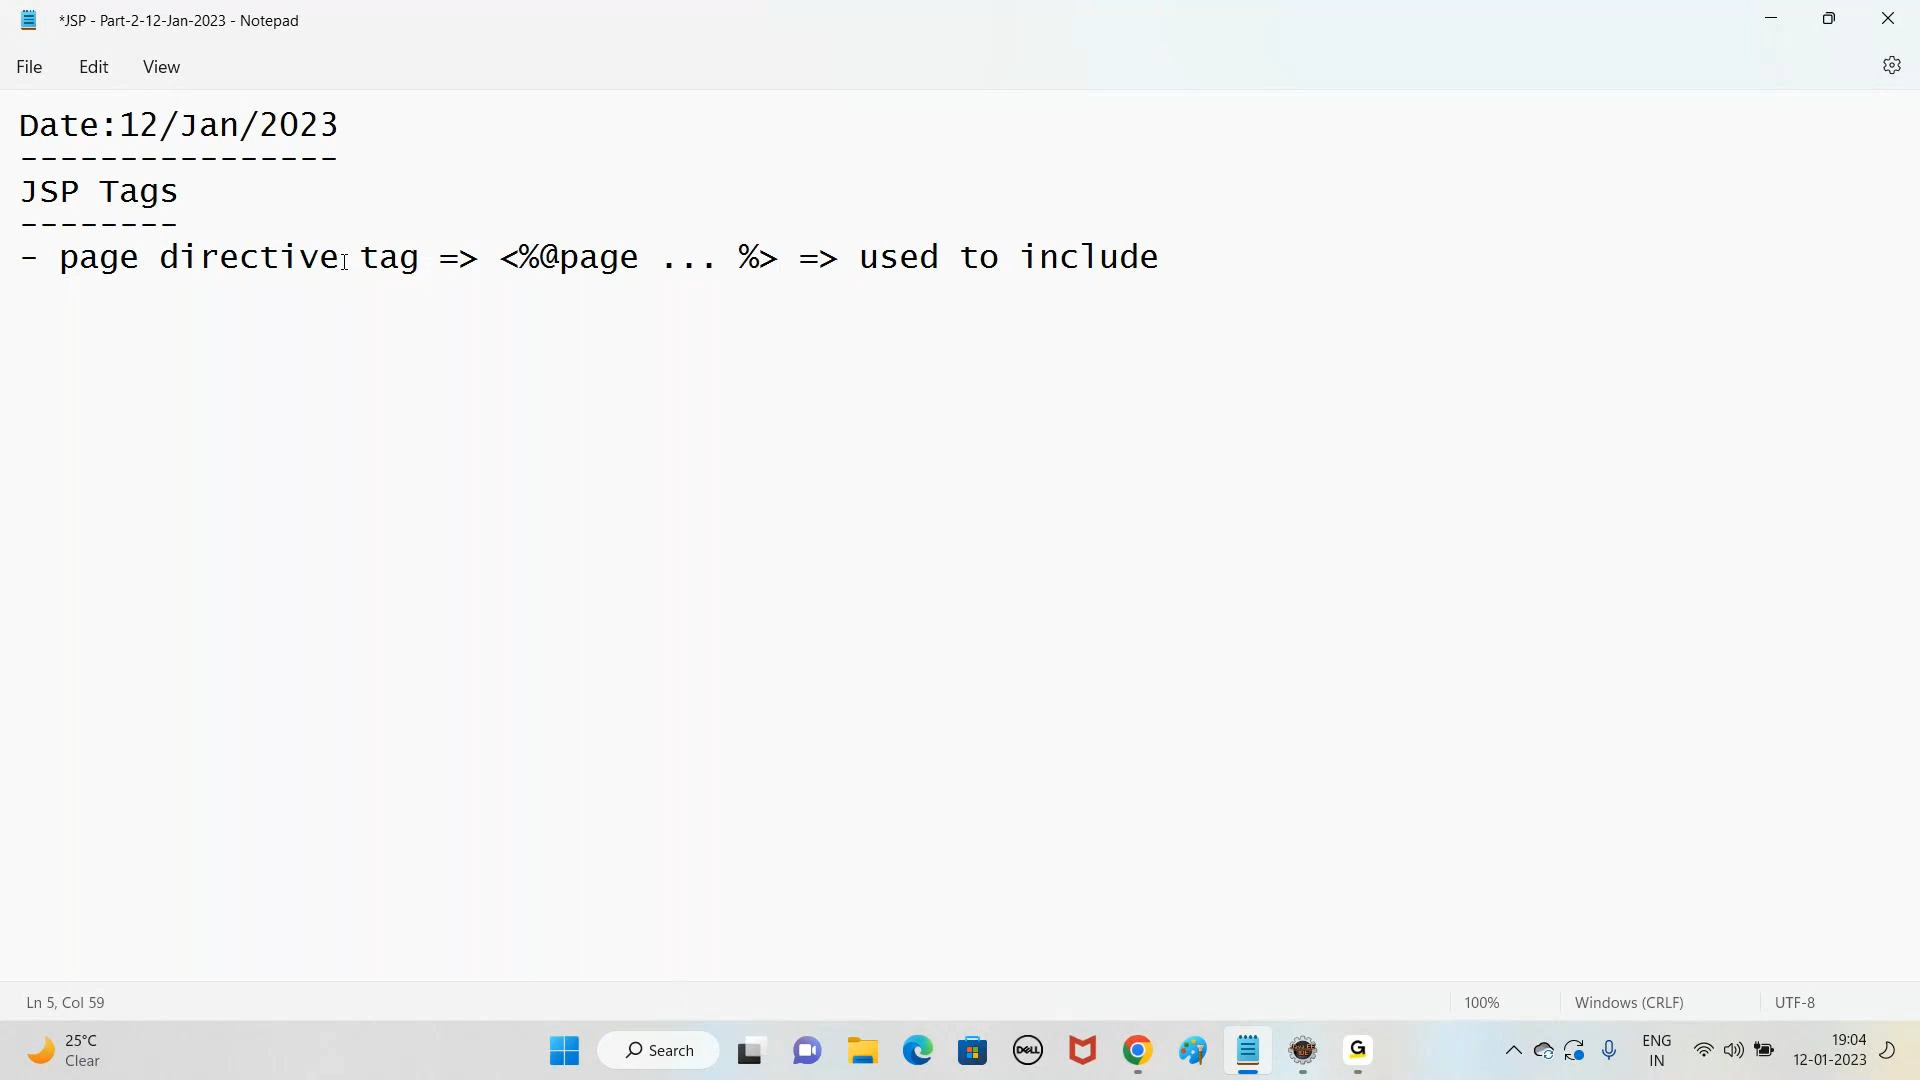 *JSP - Part-2-12-Jan-2023 - Notepad
File Edit View
Date:12/Jan/2023
----------------
JSP Tags
--------
- page directive tag => <%@page ... %> => used to include
Ln 5, Col 59 100% Windows (CRLF) UTF-8
25°C
Clear
Search
DELL
G
ENG
IN
19:04
12-01-2023